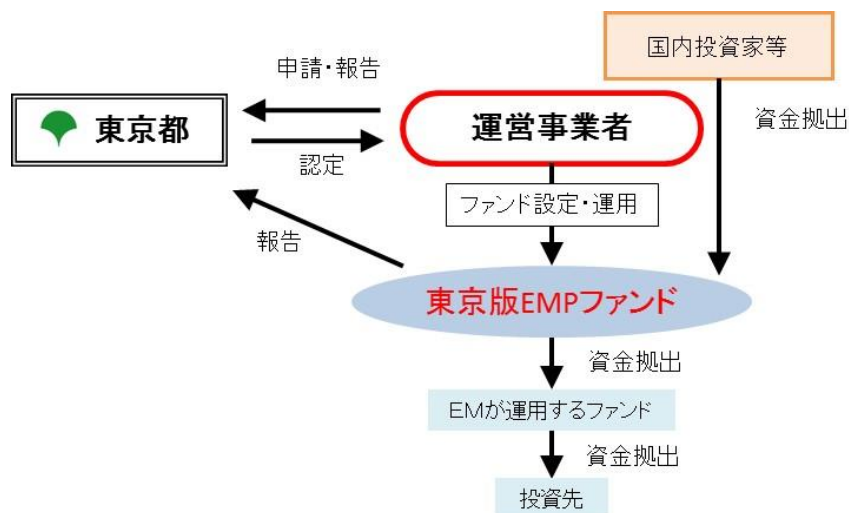 国内投資家等
申請・報告
資金拠出
東京都
運営事業者
認定
ファンド設定・運用
報告
東京版EMPファンド
資金拠出
EMが運用するファンド
資金拠出
投資先